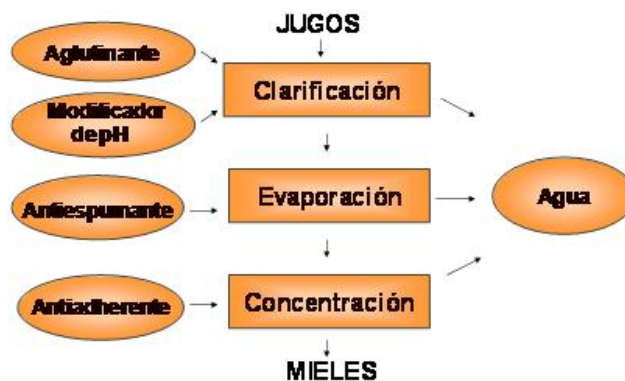 JUGOS
Aglutinante
Clarificación
Modificador
depH
Evaporación
Antiespumante
Agua
Antiadherente
Concentración
MIELES